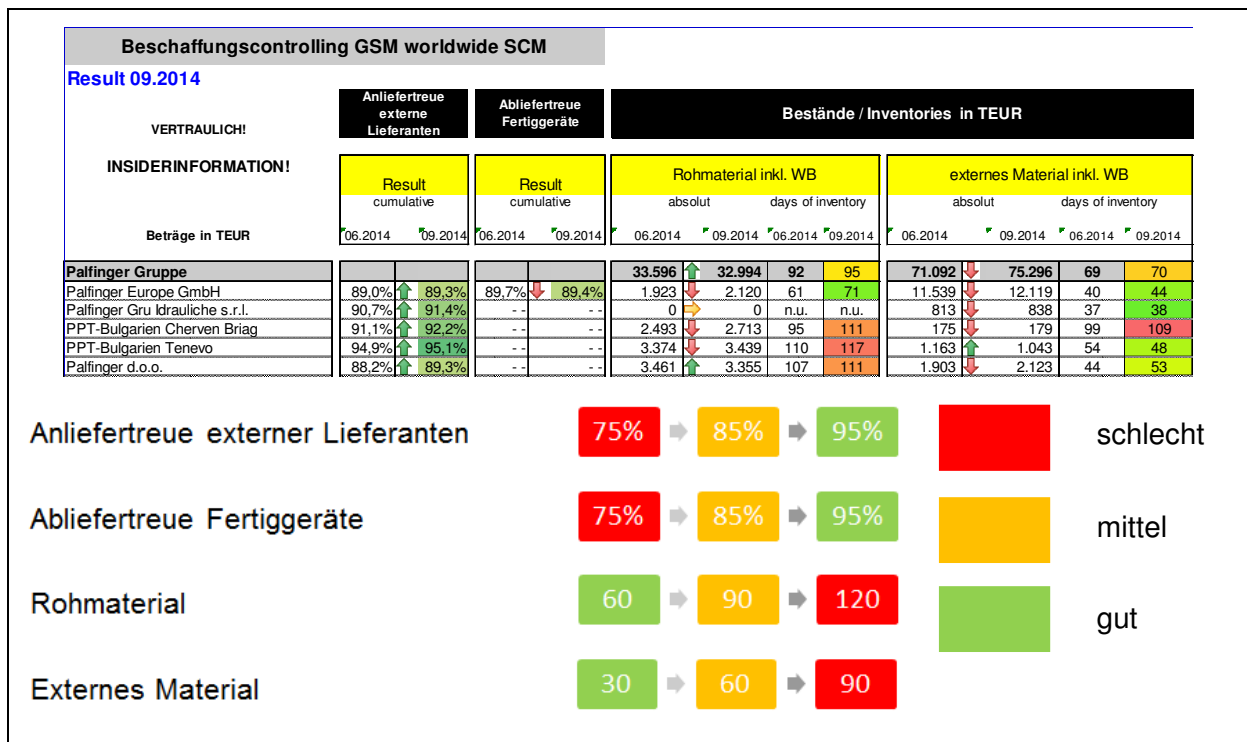 Beschaffungscontrolling GSM worldwide SCM
Result 09.2014
VERTRAULICH!
INSIDERINFORMATION!
Beträge in TEUR
Anliefertreue
externe
Lieferanten
Abliefertreue
Fertiggeräte
Bestände / Inventories in TEUR
Result
cumulative
Result
cumulative
Rohmaterial inkl. WB
absolut days of inventory
externes Material inkl. WB
absolut days of inventory
06.2014 09.2014 06.2014 09.2014 06.2014 09.2014 06.2014 09.2014 06.2014 09.2014 06.2014 09.2014
Palfinger Gruppe 33.596 32.994 92 95 71.092 75.296 69 70
Palfinger Europe GmbH 89,0% 89,3% 89,7% 89,4% 1.923 2.120 61 71 11.539 12.119 40 44
Palfinger Gru Idrauliche s.r.l. 90,7% 91,4% - - - - 0 0 n.u. n.u. 813 838 37 38
PPT-Bulgarien Cherven Briag 91,1% 92,2% - - - - 2.493 2.713 95 111 175 179 99 109
PPT-Bulgarien Tenevo 94,9% 95,1% - - - - 3.374 3.439 110 117 1.163 1.043 54 48
Palfinger d.o.o. 88,2% 89,3% - - - - 3.461 3.355 107 111 1.903 2.123 44 53
Anliefertreue externer Lieferanten 75% 85% 95% schlecht
Abliefertreue Fertiggeräte 75% 85% 95% mittel
Rohmaterial 60 90 120 gut
Externes Material 30 60 90